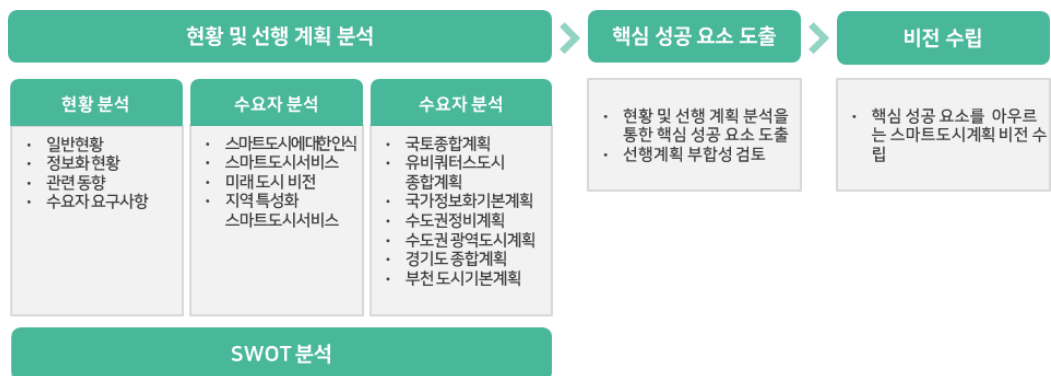 현황 및 선행 계획 분석
핵심 성공 요소 도출
비전 수립
현황 분석
• 일반현황
• 정보화 현황
• 관련 동향
• 수요자 요구사항
수요자 분석
• 스마트도시에대한인식
• 스마트도시서비스
• 미래 도시 비전
• 지역 특성화
스마트도시서비스
수요자 분석
• 국토종합계획
• 유비쿼터스도시
종합계획
• 국가정보화기본계획
• 수도권정비계획
• 수도권 광역도시계획
• 경기도 종합계획
• 부천 도시기본계획
SWOT 분석
• 현황 및 선행 계획 분석을
통한 핵심 성공 요소 도출
• 선행계획 부합성 검토
• 핵심 성공 요소를 아우르
는 스마트도시계획 비전 수
립